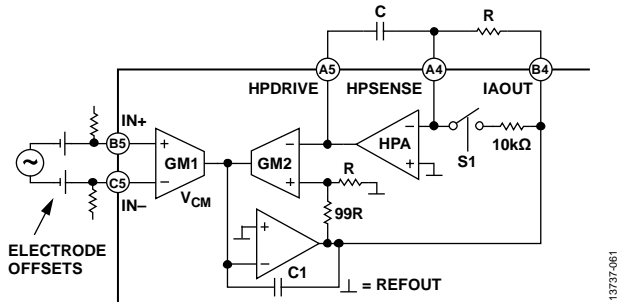 C
R
A5
A4
B4
HPDRIVE
HPSENSE
IAOUT
IN+
B5
+
GM1
−
C5
IN−
VCM
−
GM2
+
−
HPA
+
S1
10kΩ
R
99R
+
−
C1
= REFOUT
ELECTRODE
OFFSETS
13737-061